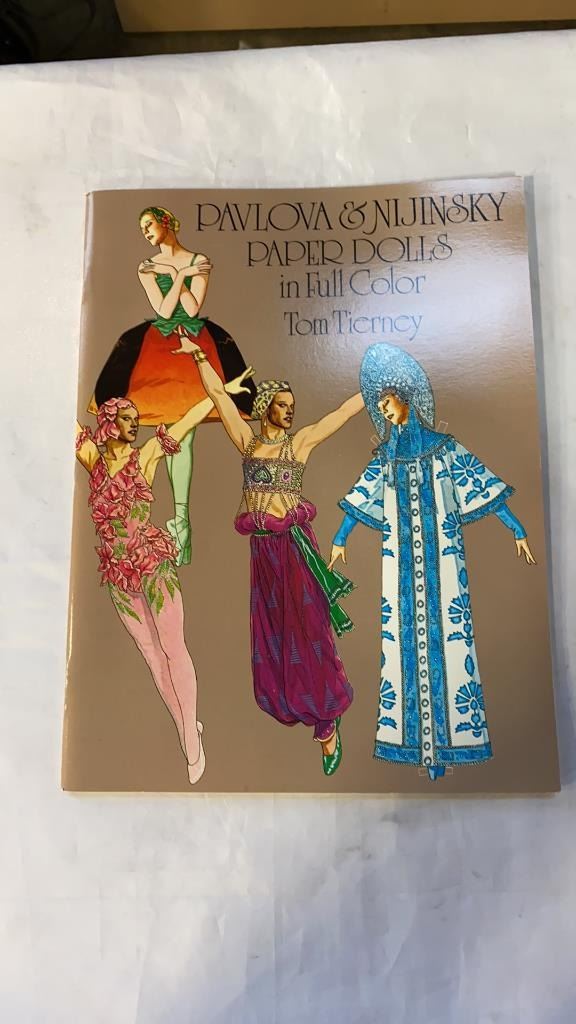 PAVLOVA & NIJINSKY
PAPER DOLLS
in Full Color
Tom Tierney